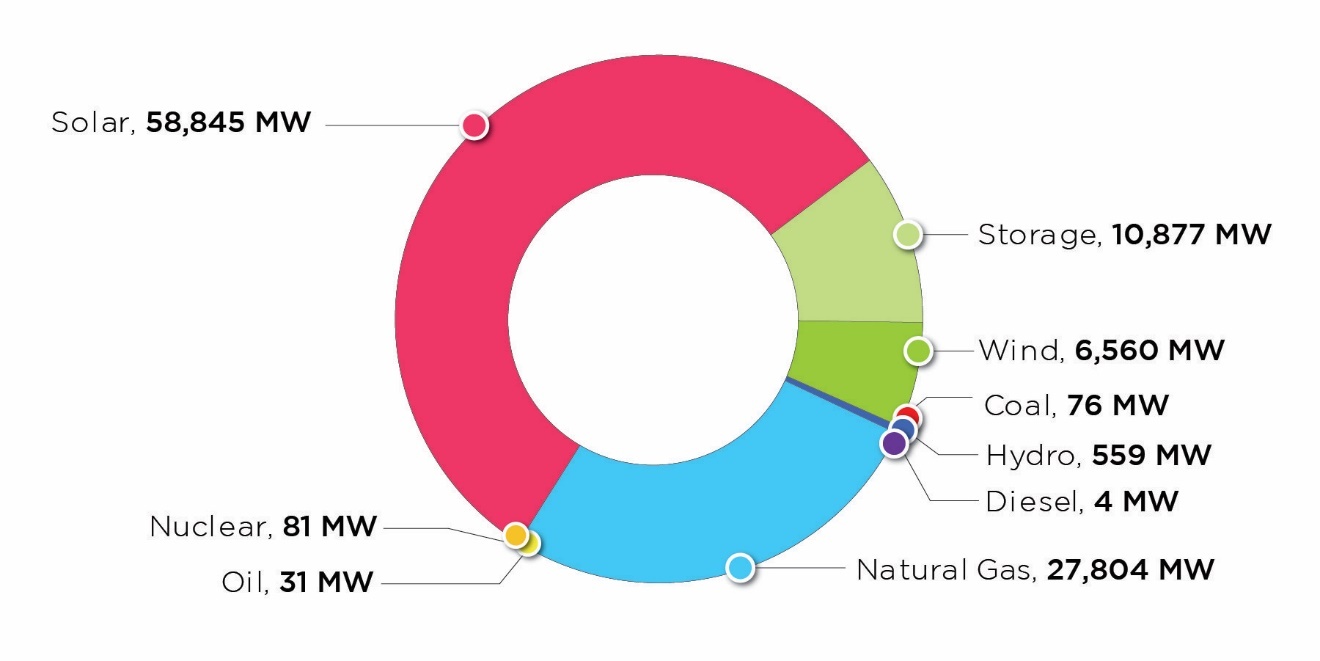 Solar, 58,845 MW
Storage, 10,877 MW
Wind, 6,560 MW
Coal, 76 MW
Hydro, 559 MW
Diesel, 4 MW
Nuclear, 81 MW
Natural Gas, 27,804 MW
Oil, 31 MW